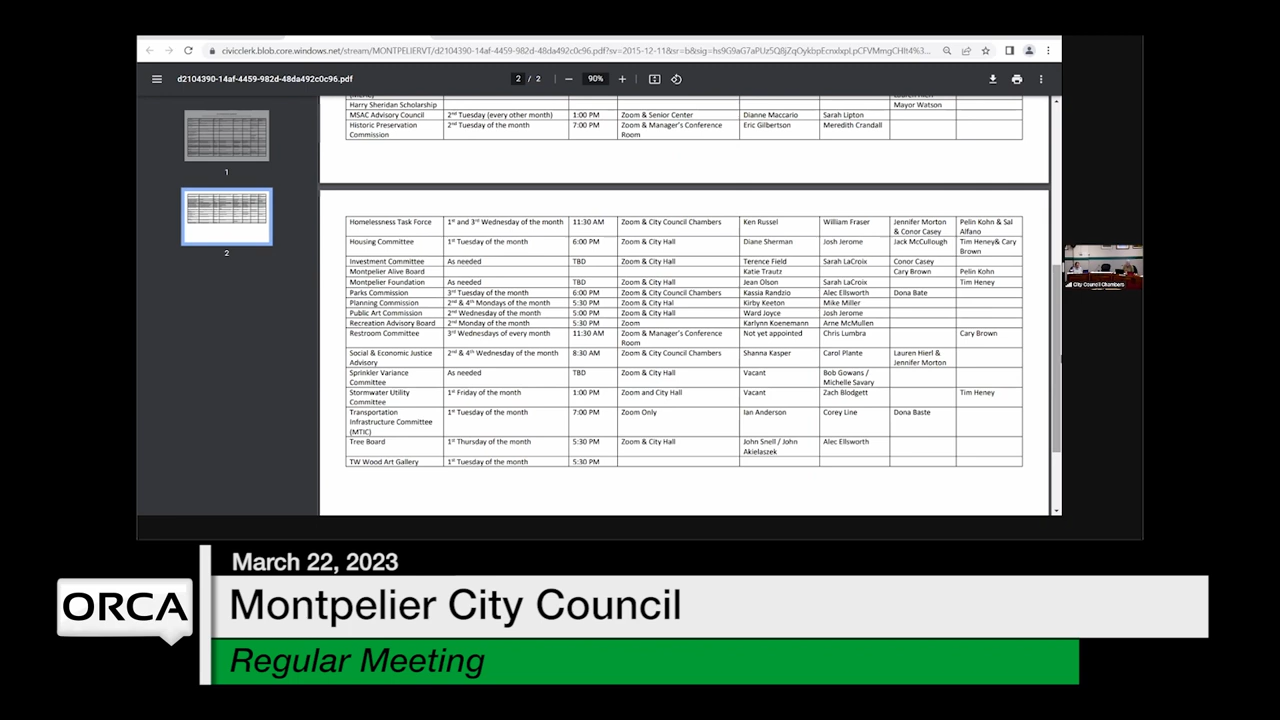 civicclerk.blob.core.windows.net/stream/MONTPELIERVT/d2104390-14af-4459-982d-48da492c0c96.pdf?sv=2015-12-11&sr=b&sig=
d2104390-14af-4459-982d-48da492c0c96.pdf 2 / 2 90%
Harry Sheridan Scholarship Mayor Watson
MSAC Advisory Council 2nd Tuesday (every other month) 1:00 PM Zoom & Senior Center Dianne Maccario Sarah Lipton
Historic Preservation 2nd Tuesday of the month 7:00 PM Zoom & Manager's Conference Eric Gilbertson Meredith Crandall
Commission Room
1
2
Homelessness Task Force 1st and 3rd Wednesday of the month 11:30 AM Zoom & City Council Chambers Ken Russel William Fraser Jennifer Morton Pelin Kohn & Sal
& Conor Casey Alfano
Housing Committee 1st Tuesday of the month 6:00 PM Zoom & City Hall Diane Sherman Josh Jerome Jack McCullough Tim Heney& Cary
Brown
Investment Committee As needed TBD Zoom & City Hall Terence Field Sarah LaCroix Conor Casey
Montpelier Alive Board Katie Trautz Cary Brown Pelin Kohn
Montpelier Foundation As needed TBD Zoom & City Hall Jean Olson Sarah LaCroix Tim Heney
Parks Commission 3rd Tuesday of the month 6:00 PM Zoom & City Council Chambers Kassia Randzio Alec Ellsworth Dona Bate
Planning Commission 2nd & 4th Mondays of the month 5:30 PM Zoom & City Hal Kirby Keeton Mike Miller
Public Art Commission 2nd Wednesday of the month 5:00 PM Zoom & City Hall Ward Joyce Josh Jerome
Recreation Advisory Board 2nd Monday of the month 5:30 PM Zoom Karlynn Koenemann Arne McMullen
Restroom Committee 3rd Wednesdays of every month 11:30 AM Zoom & Manager's Conference Not yet appointed Chris Lumbra Cary Brown
Room
Social & Economic Justice 2nd & 4th Wednesday of the month 8:30 AM Zoom & City Council Chambers Shanna Kasper Carol Plante Lauren Hierl &
Advisory Jennifer Morton
Sprinkler Variance As needed TBD Zoom & City Hall Vacant Bob Gowans /
Committee Michelle Savary
Stormwater Utility 1st Friday of the month 1:00 PM Zoom and City Hall Vacant Zach Blodgett Tim Heney
Committee
Transportation 1st Tuesday of the month 7:00 PM Zoom Only Ian Anderson Corey Line Dona Baste
Infrastructure Committee
(MTIC)
Tree Board 1st Thursday of the month 5:30 PM Zoom & City Hall John Snell / John Alec Ellsworth
Akielaszek
TW Wood Art Gallery 1st Tuesday of the month 5:30 PM
City Council Chambers
March 22, 2023
ORCA
Montpelier City Council
Regular Meeting